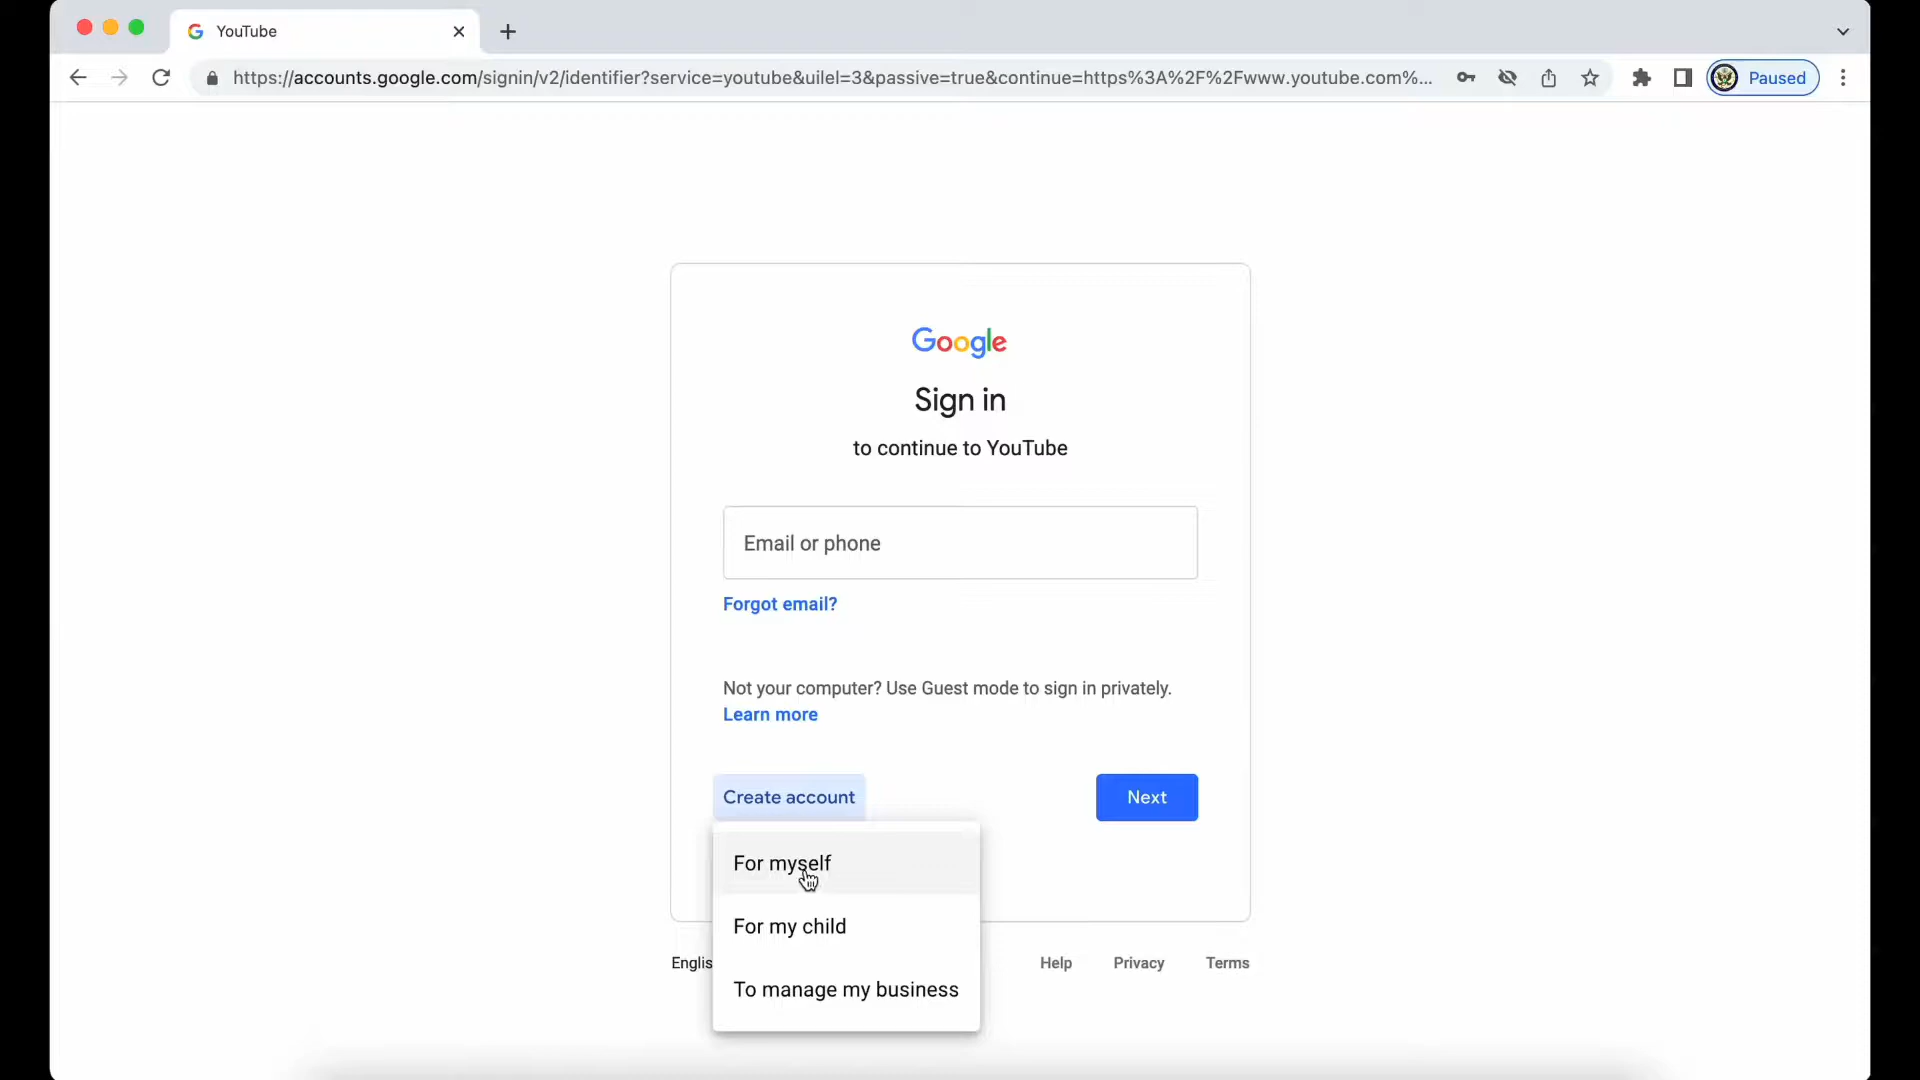 YouTube
https://accounts.google.com/signin/v2/identifier?service=youtube&uilel=3&passive=true&continue=https%3A%2F%2Fwww.youtube.com%...
Paused
Google
Sign in
to continue to YouTube
Email or phone
Forgot email?
Not your computer? Use Guest mode to sign in privately.
Learn more
Create account
Next
For myself
For my child
To manage my business
Englis
Help
Privacy
Terms